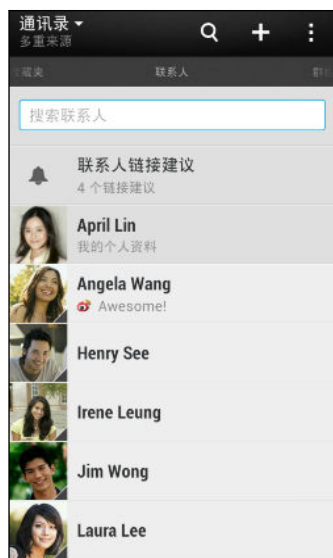 通讯录
多重来源
联系人
搜索联系人
联系人链接建议
4 个链接建议
April Lin
我的个人资料
Angela Wang
Awesome!
Henry See
Irene Leung
Jim Wong
Laura Lee